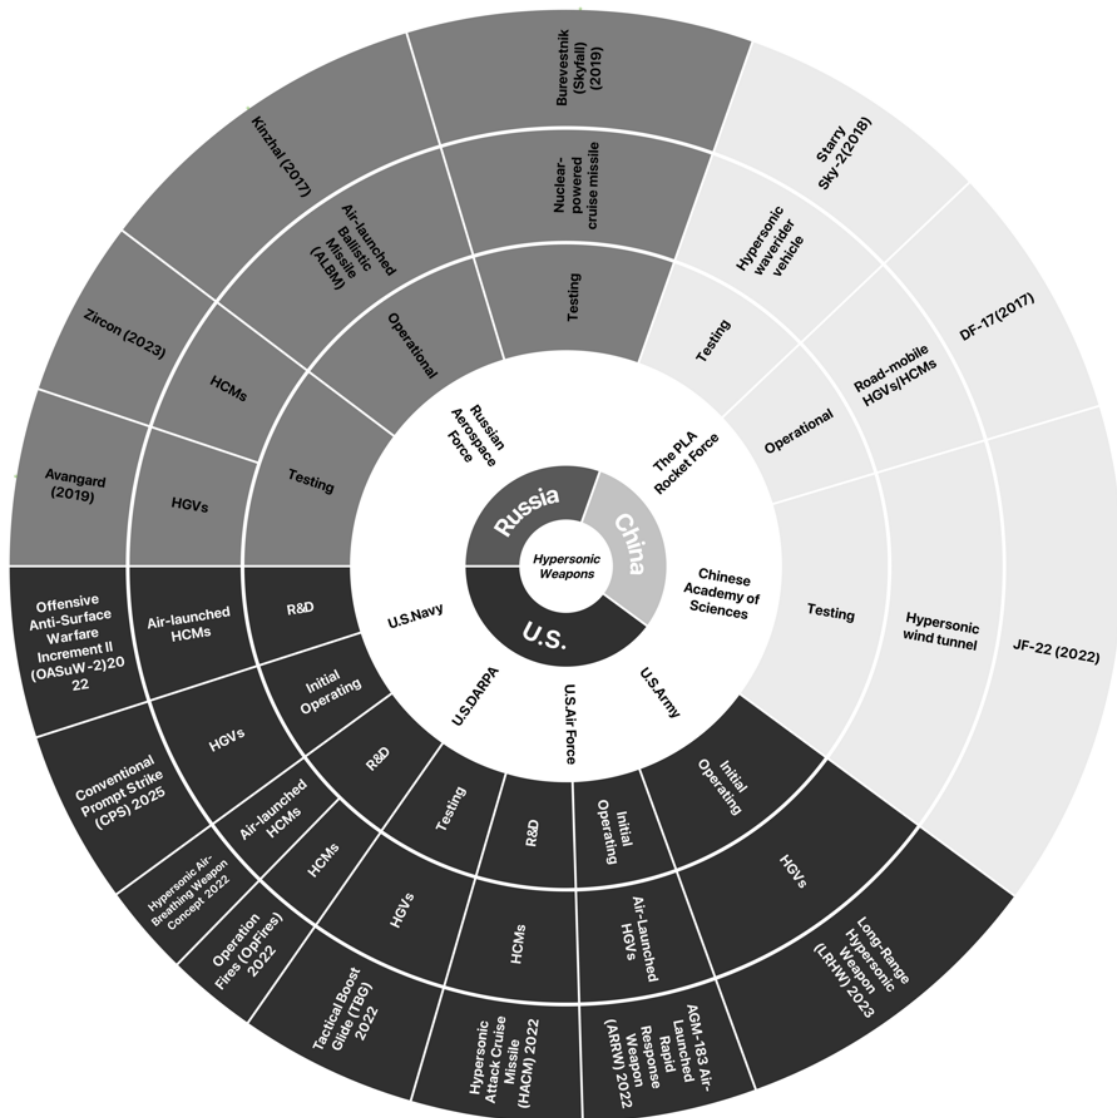 Hypersonic
Weapons
Russia
China
U.S.
Russian
Aerospace
Force
The PLA
Rocket Force
Chinese
Academy of
Sciences
U.S.Army
U.S.Air Force
U.S.DARPA
U.S.Navy
Testing
Operational
Testing
Testing
Operational
Testing
Initial
Operating
Initial
Operating
R&D
Testing
R&D
Initial
Operating
R&D
HGVs
HCMs
Air-launched
Ballistic
Missile
(ALBM)
Nuclear-
powered
cruise missile
Hypersonic
waverider
vehicle
Road-mobile
HGVs/HCMs
Hypersonic
wind tunnel
HGVs
Air-Launched
HGVs
HCMs
HGVs
HCMs
Air-launched
HCMs
HGVs
Air-launched
HCMs
Avangard
(2019)
Zircon (2023)
Kinzhal (2017)
Burevestnik
(Skyfall)
(2019)
Starry
Sky-2(2018)
DF-17(2017)
JF-22 (2022)
Long-Range
Hypersonic
Weapon
(LRHW) 2023
AGM-183 Air-
Launched
Rapid
Response
Weapon
(ARRW) 2022
Hypersonic
Attack Cruise
Missile
(HACM) 2022
Tactical Boost
Glide (TBG)
2022
Operation
Fires (OpFires)
2022
Hypersonic Air-
Breathing Weapon
Concept 2022
Conventional
Prompt Strike
(CPS) 2025
Offensive
Anti-Surface
Warfare
Increment II
(OASuW-2)20
22